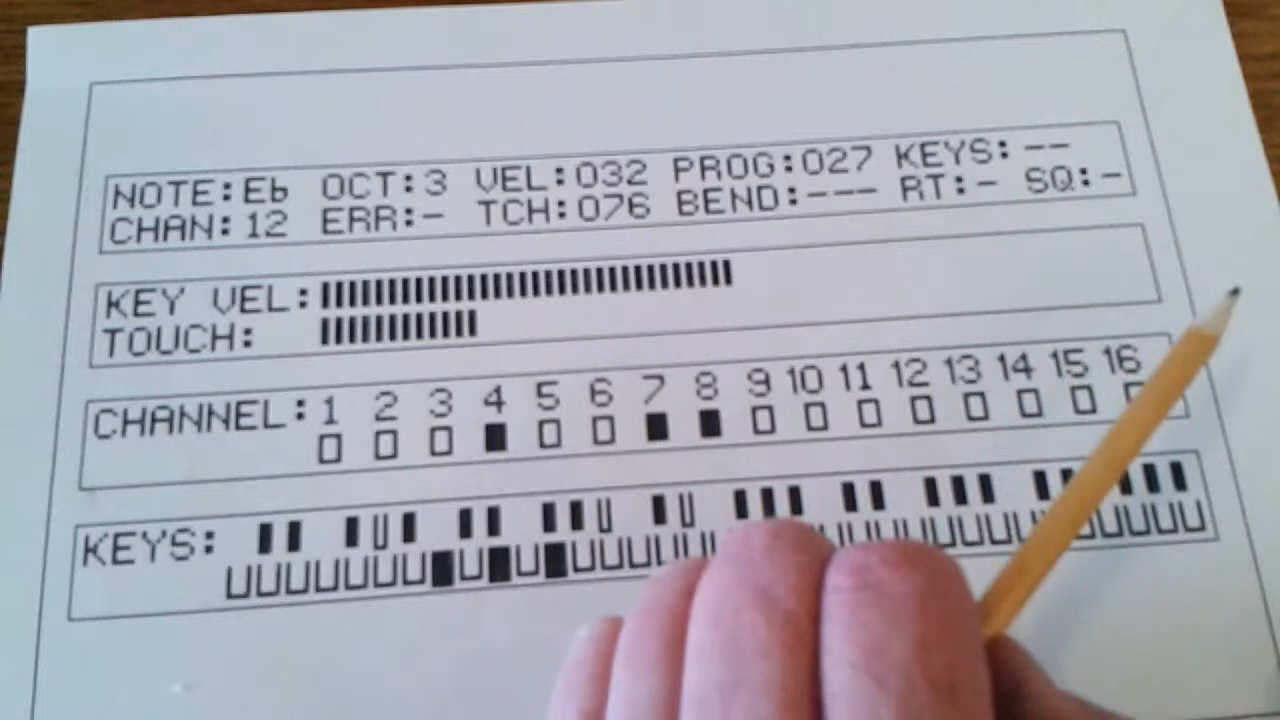 NOTE:Eb OCT:3 VEL:032 PROG:027 KEYS:--
CHAN:12 ERR:- TCH:076 BEND:--- RT:- SQ:-
KEY VEL:
TOUCH:
CHANNEL: 1 2 3 4 5 6 7 8 9 10 11 12 13 14 15 16
KEYS: